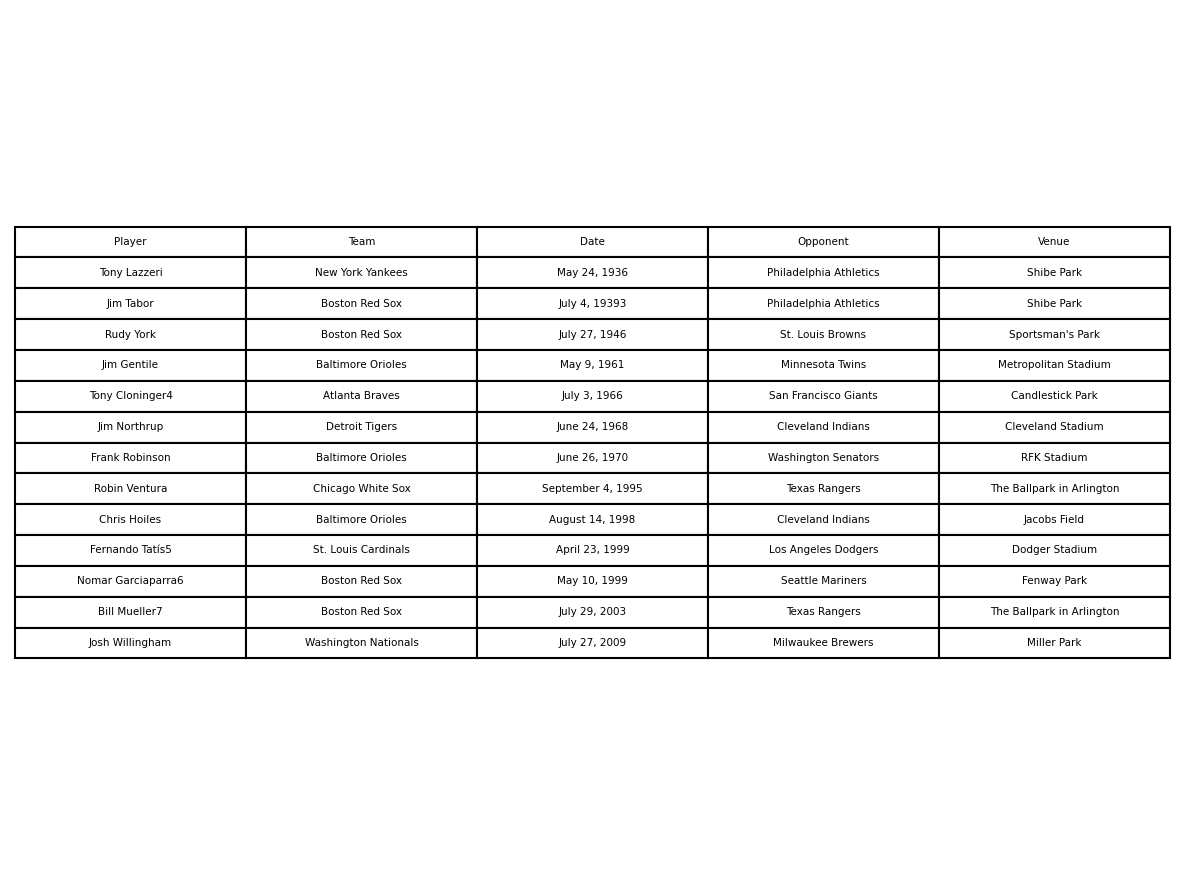 Player Team Date Opponent Venue
Tony Lazzeri New York Yankees May 24, 1936 Philadelphia Athletics Shibe Park
Jim Tabor Boston Red Sox July 4, 19393 Philadelphia Athletics Shibe Park
Rudy York Boston Red Sox July 27, 1946 St. Louis Browns Sportsman's Park
Jim Gentile Baltimore Orioles May 9, 1961 Minnesota Twins Metropolitan Stadium
Tony Cloninger4 Atlanta Braves July 3, 1966 San Francisco Giants Candlestick Park
Jim Northrup Detroit Tigers June 24, 1968 Cleveland Indians Cleveland Stadium
Frank Robinson Baltimore Orioles June 26, 1970 Washington Senators RFK Stadium
Robin Ventura Chicago White Sox September 4, 1995 Texas Rangers The Ballpark in Arlington
Chris Hoiles Baltimore Orioles August 14, 1998 Cleveland Indians Jacobs Field
Fernando Tatís5 St. Louis Cardinals April 23, 1999 Los Angeles Dodgers Dodger Stadium
Nomar Garciaparra6 Boston Red Sox May 10, 1999 Seattle Mariners Fenway Park
Bill Mueller7 Boston Red Sox July 29, 2003 Texas Rangers The Ballpark in Arlington
Josh Willingham Washington Nationals July 27, 2009 Milwaukee Brewers Miller Park